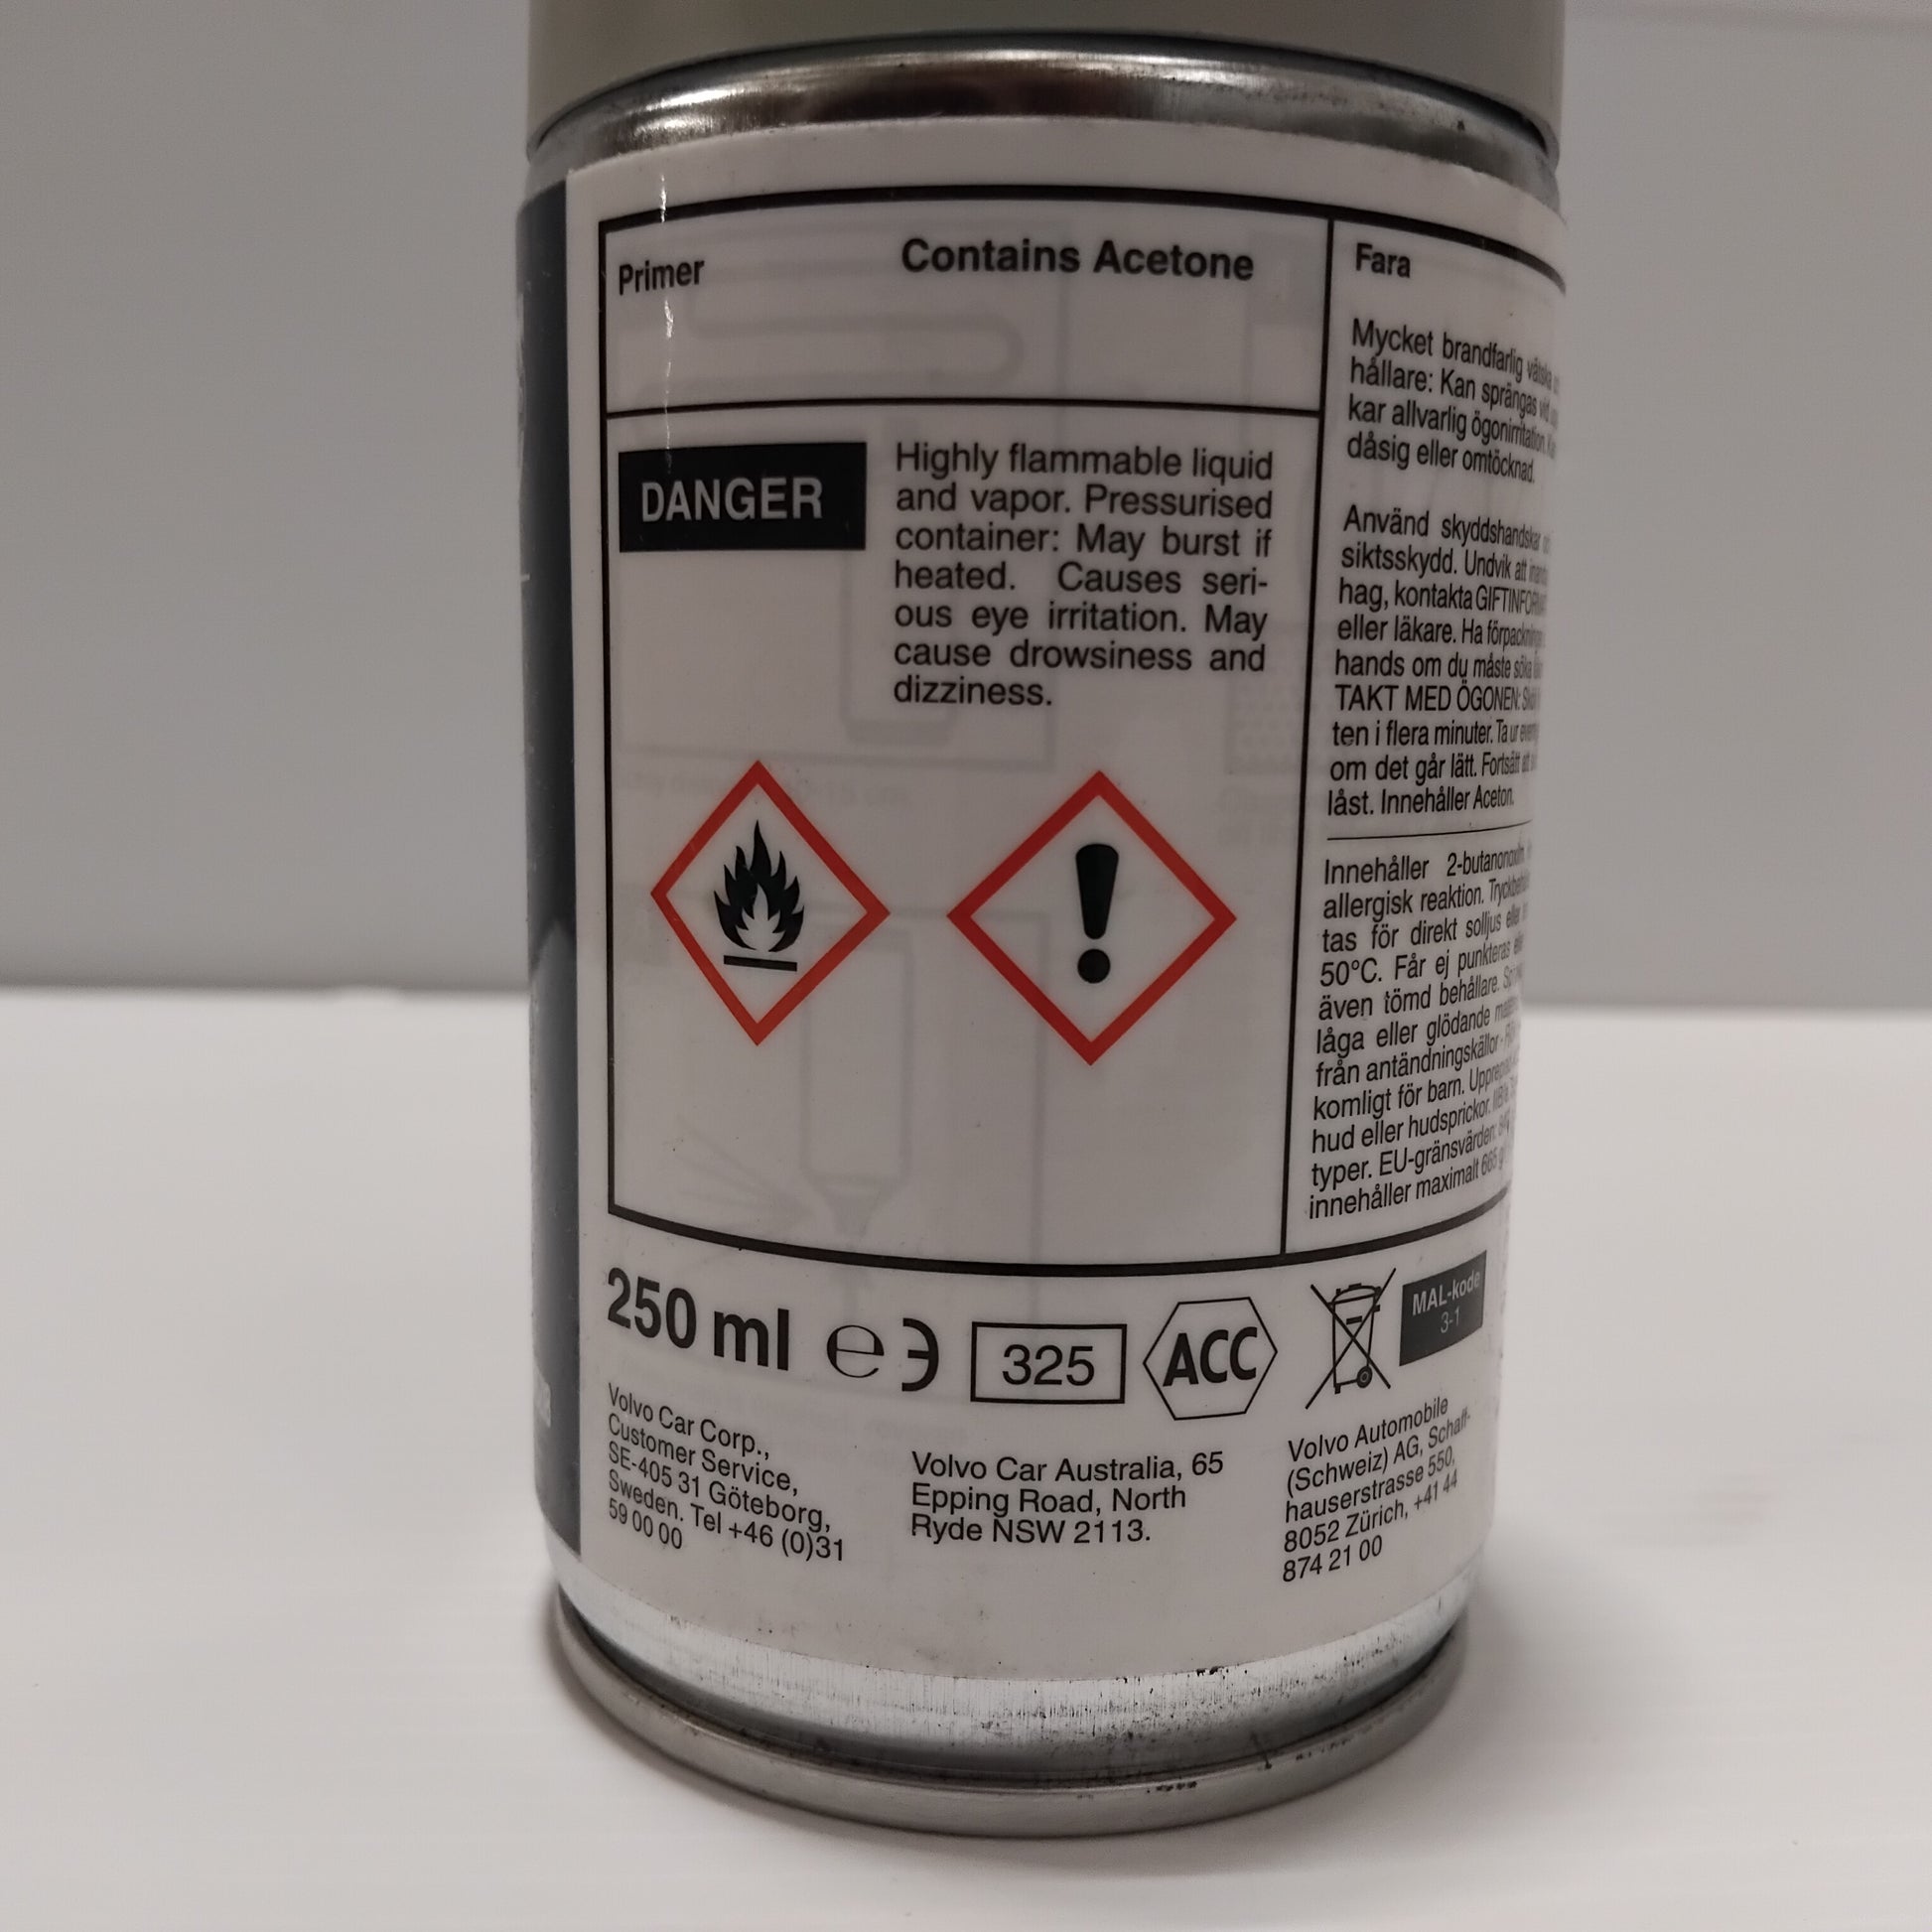 Primer
Contains Acetone
DANGER
Highly flammable liquid
and vapor. Pressurised
container: May burst if
heated. Causes seri-
ous eye irritation. May
cause drowsiness and
dizziness.
Fara
Mycket brandfarlig vätska
hållare: Kan sprängas vid
kar allvarlig ögonirritation.
dåsig eller omtöcknad.
Använd skyddshandskar
siktsskydd. Undvik att
hag, kontakta
eller läkare. Ha
hands om du måste söka
TAKT MED ÖGONEN:
ten i flera minuter. Ta ur
om det går lätt. Fortsätt att
låst. Innehåller Aceton.
Innehåller 2-butanonoxim.
allergisk reaktion.
tas för direkt solljus eller
50°C. Får ej punkteras
även tömd behållare.
låga eller glödande
från antändningskällor -
komligt för barn.
hud eller hudsprickor.
typer. EU-gränsvärden:
innehåller maximalt
250 ml ℮ 3 325 ACC
MAL-kode
3-1
Volvo Car Corp.,
Customer Service,
SE-405 31 Göteborg,
Sweden. Tel +46 (0)31
59 00 00
Volvo Car Australia, 65
Epping Road, North
Ryde NSW 2113.
Volvo Automobile
(Schweiz) AG, Schaff-
hauserstrasse 550,
8052 Zürich, +41 44
874 21 00